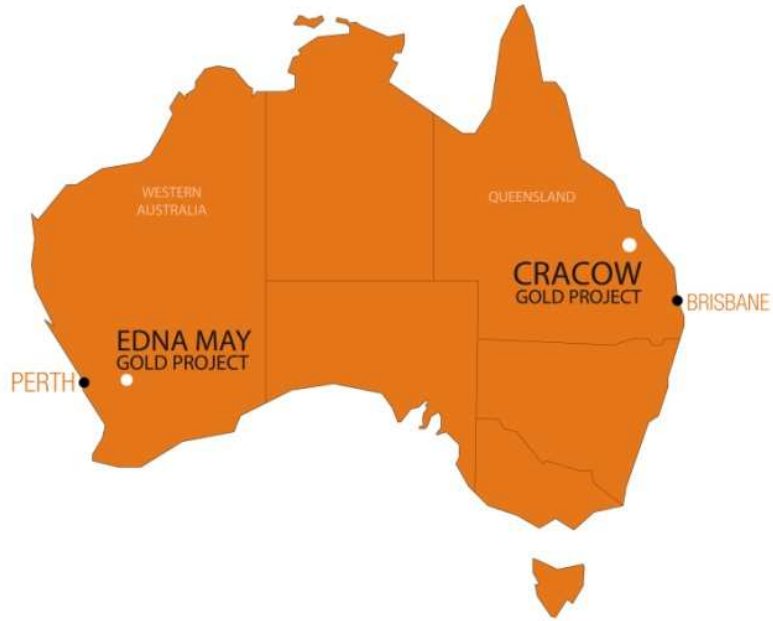 WESTERN
AUSTRALIA
QUEENSLAND
CRACOW
GOLD PROJECT
BRISBANE
EDNA MAY
GOLD PROJECT
PERTH